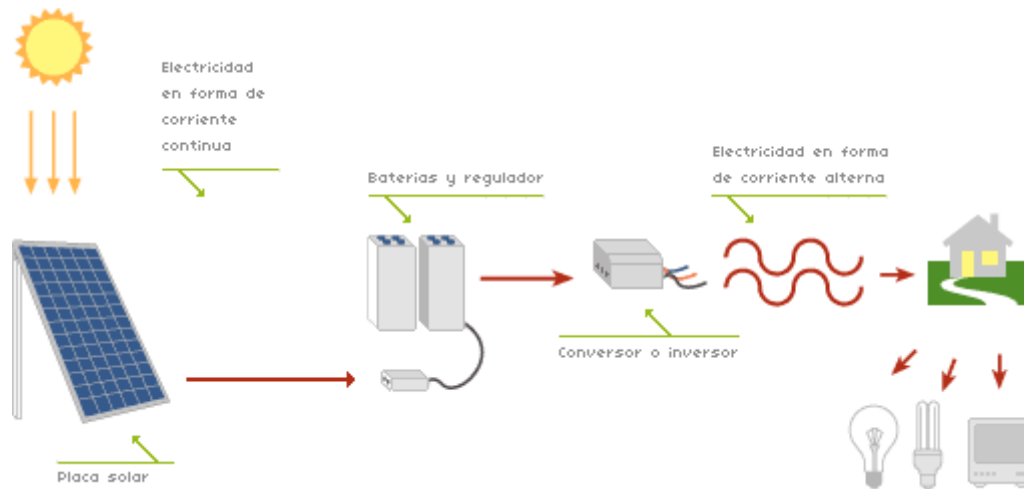 Electricidad
en forma de
corriente
continua
Baterias y regulador
Electricidad en forma
de corriente alterna
Conversor o inversor
Placa solar